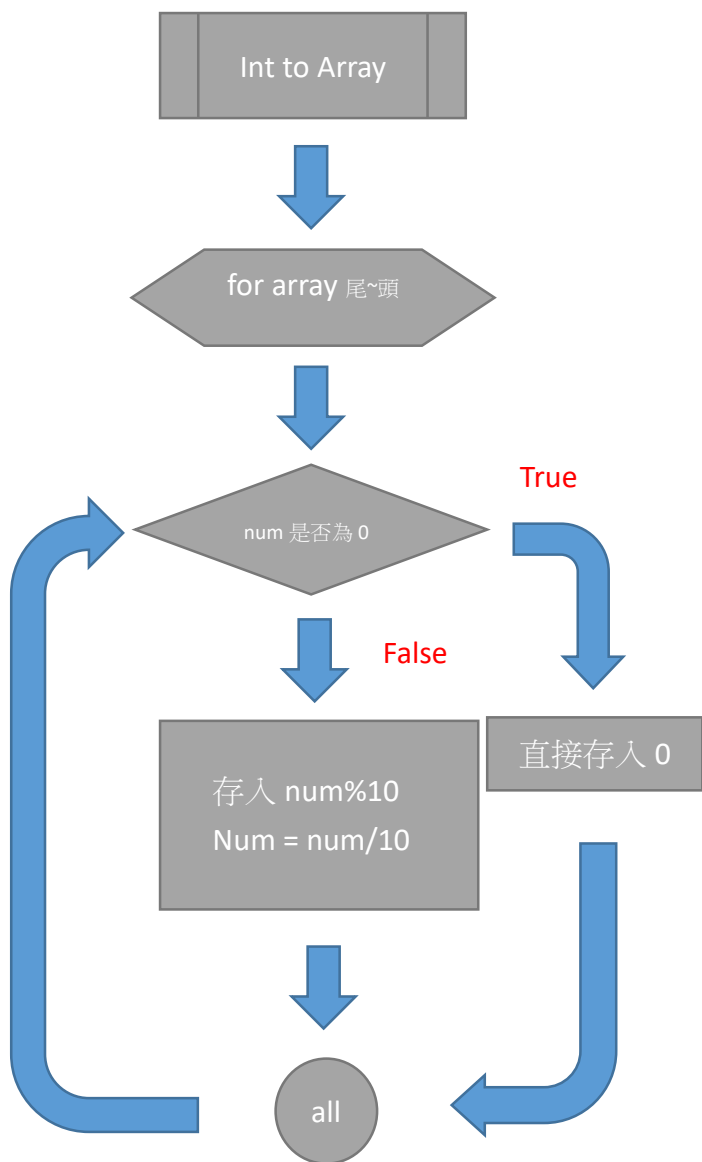 Int to Array
for array 尾~頭
True
num 是否為 0
False
直接存入 0
存入 num%10
Num = num/10
all